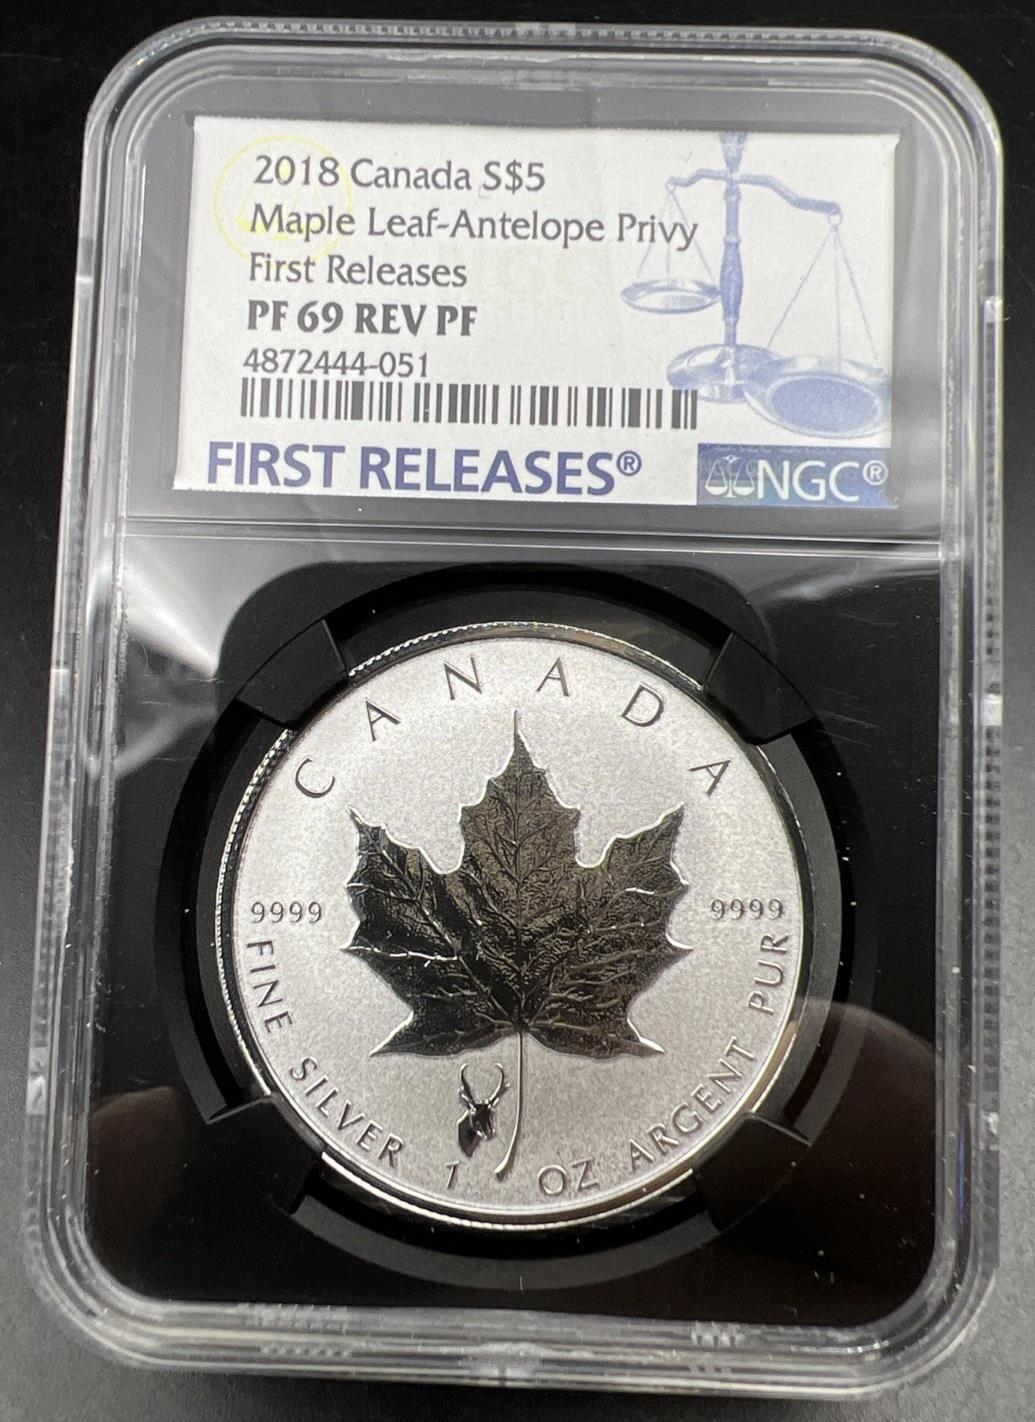 2018 Canada S$5
Maple Leaf-Antelope Privy
First Releases
PF 69 REV PF
4872444-051
FIRST RELEASES®
NGC®
CANADA
9999
9999
FINE SILVER 1 OZ ARGENT PUR